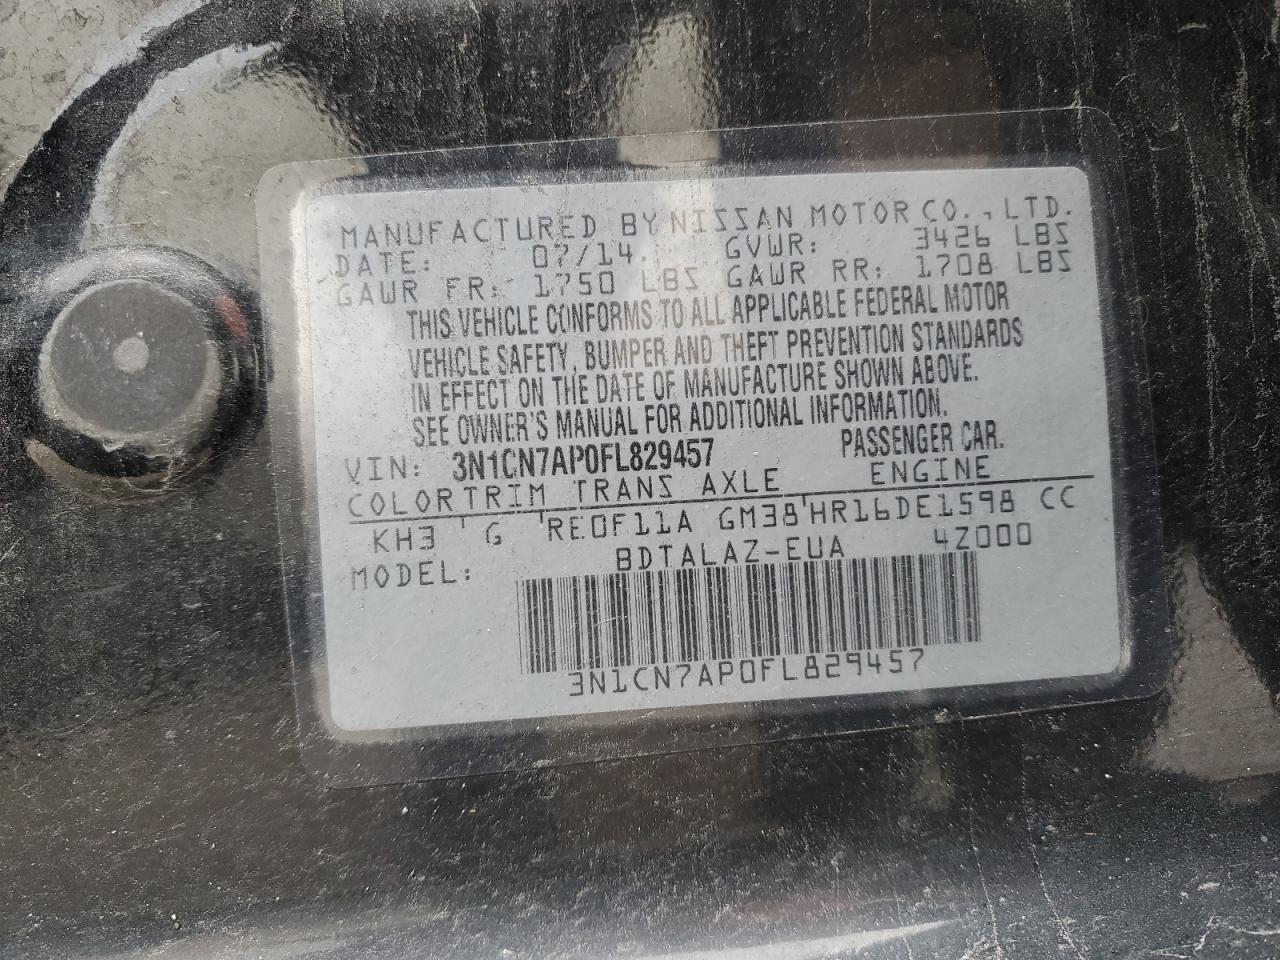 MANUFACTURED BY NISSAN MOTOR CO., LTD.
DATE: 07/14. GVWR: 3426 LBS
GAWR FR: 1750 LBS GAWR RR: 1708 LBS
THIS VEHICLE CONFORMS TO ALL APPLICABLE FEDERAL MOTOR
VEHICLE SAFETY, BUMPER AND THEFT PREVENTION STANDARDS
IN EFFECT ON THE DATE OF MANUFACTURE SHOWN ABOVE.
SEE OWNER'S MANUAL FOR ADDITIONAL INFORMATION.
VIN: 3N1CN7AP0FL829457 PASSENGER CAR.
COLOR TRIM TRANS AXLE ENGINE
KH3 G RE0F11A GM38 HR16DE1598 CC
MODEL: BDTALAZ-EUA 4Z000
3N1CN7AP0FL829457